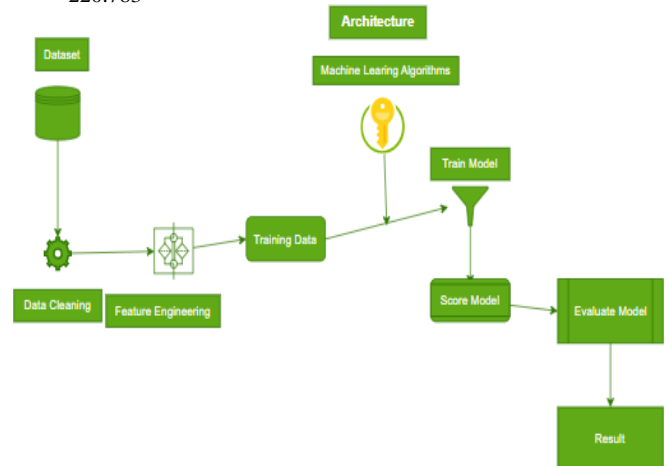 Architecture
Dataset
Machine Learing Algorithms
Train Model
Training Data
Data Cleaning
Feature Engineering
Score Model
Evaluate Model
Result